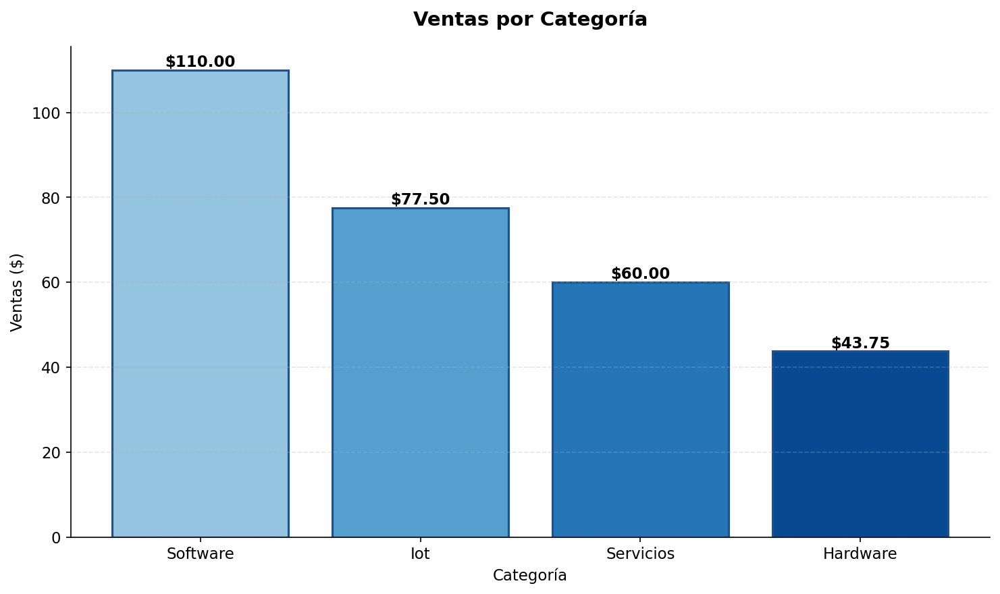 Ventas por Categoría
$110.00
$77.50
$60.00
$43.75
100
80
60
40
20
0
Ventas ($)
Software
Iot
Servicios
Hardware
Categoría